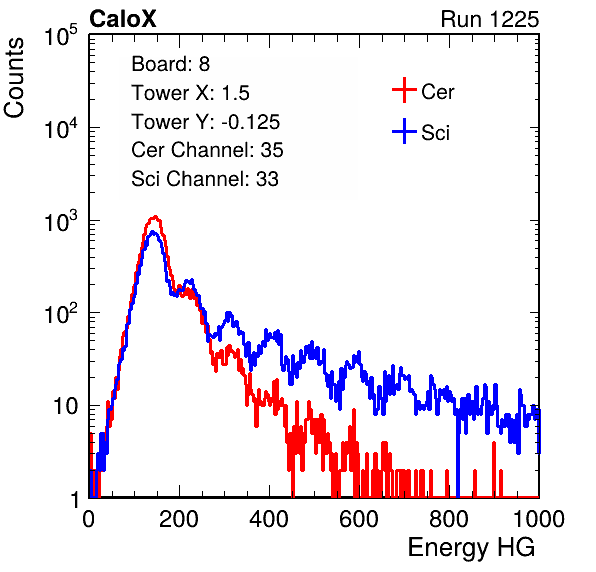 CaloX Run 1225
10^5
Counts
Board: 8
Tower X: 1.5
Tower Y: -0.125
Cer Channel: 35
Sci Channel: 33
Cer
Sci
10^4
10^3
10^2
10
1
0 200 400 600 800 1000
Energy HG